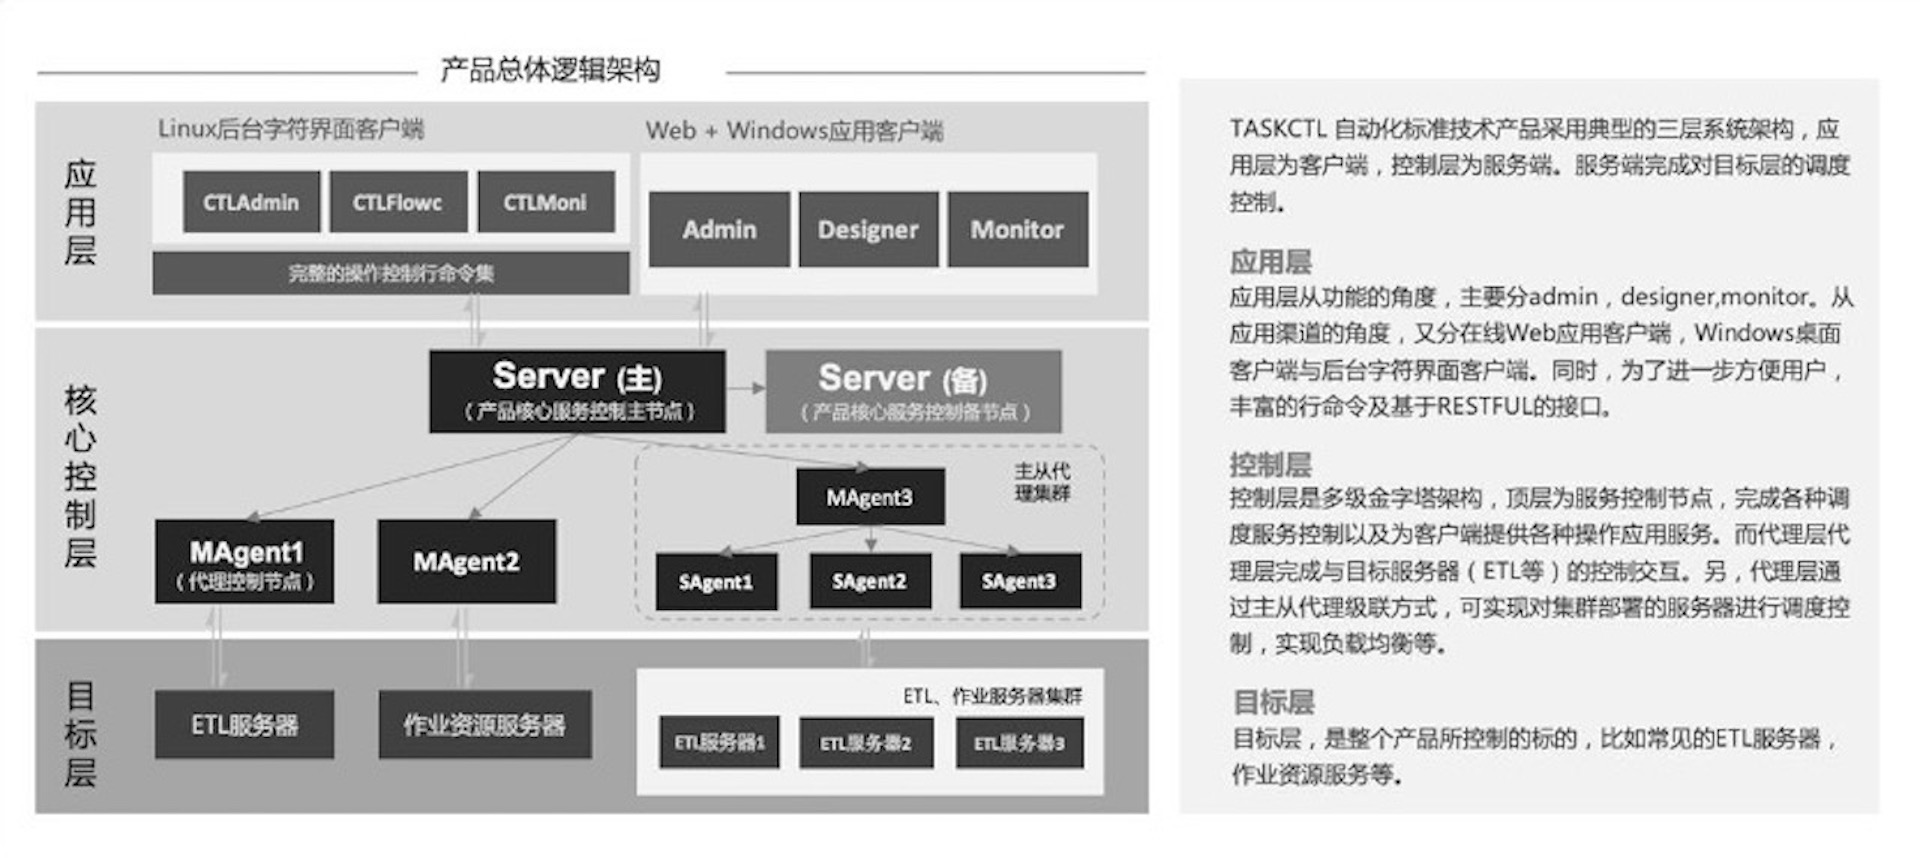 产品总体逻辑架构
应用层
Linux后台字符界面客户端
CTLAdmin
CTLFlowc
CTLMoni
完整的操作控制行命令集
Web + Windows应用客户端
Admin
Designer
Monitor
核心控制层
Server (主)
（产品核心服务控制主节点）
Server (备)
（产品核心服务控制备节点）
MAgent1
（代理控制节点）
MAgent2
主从代
理集群
MAgent3
SAgent1
SAgent2
SAgent3
目标层
ETL服务器
作业资源服务器
ETL、作业服务器集群
ETL服务器1
ETL服务器2
ETL服务器3
TASKCTL 自动化标准技术产品采用典型的三层系统架构，应
用层为客户端，控制层为服务端。服务端完成对目标层的调度
控制。
应用层
应用层从功能的角度，主要分admin，designer,monitor。从
应用渠道的角度，又分在线Web应用客户端，Windows桌面
客户端与后台字符界面客户端。同时，为了进一步方便用户，
丰富的行命令及基于RESTFUL的接口。
控制层
控制层是多级金字塔架构，顶层为服务控制节点，完成各种调
度服务控制以及为客户端提供各种操作应用服务。而代理层代
理层完成与目标服务器（ETL等）的控制交互。另，代理层通
过主从代理级联方式，可实现对集群部署的服务器进行调度控
制，实现负载均衡等。
目标层
目标层，是整个产品所控制的标的，比如常见的ETL服务器，
作业资源服务等。